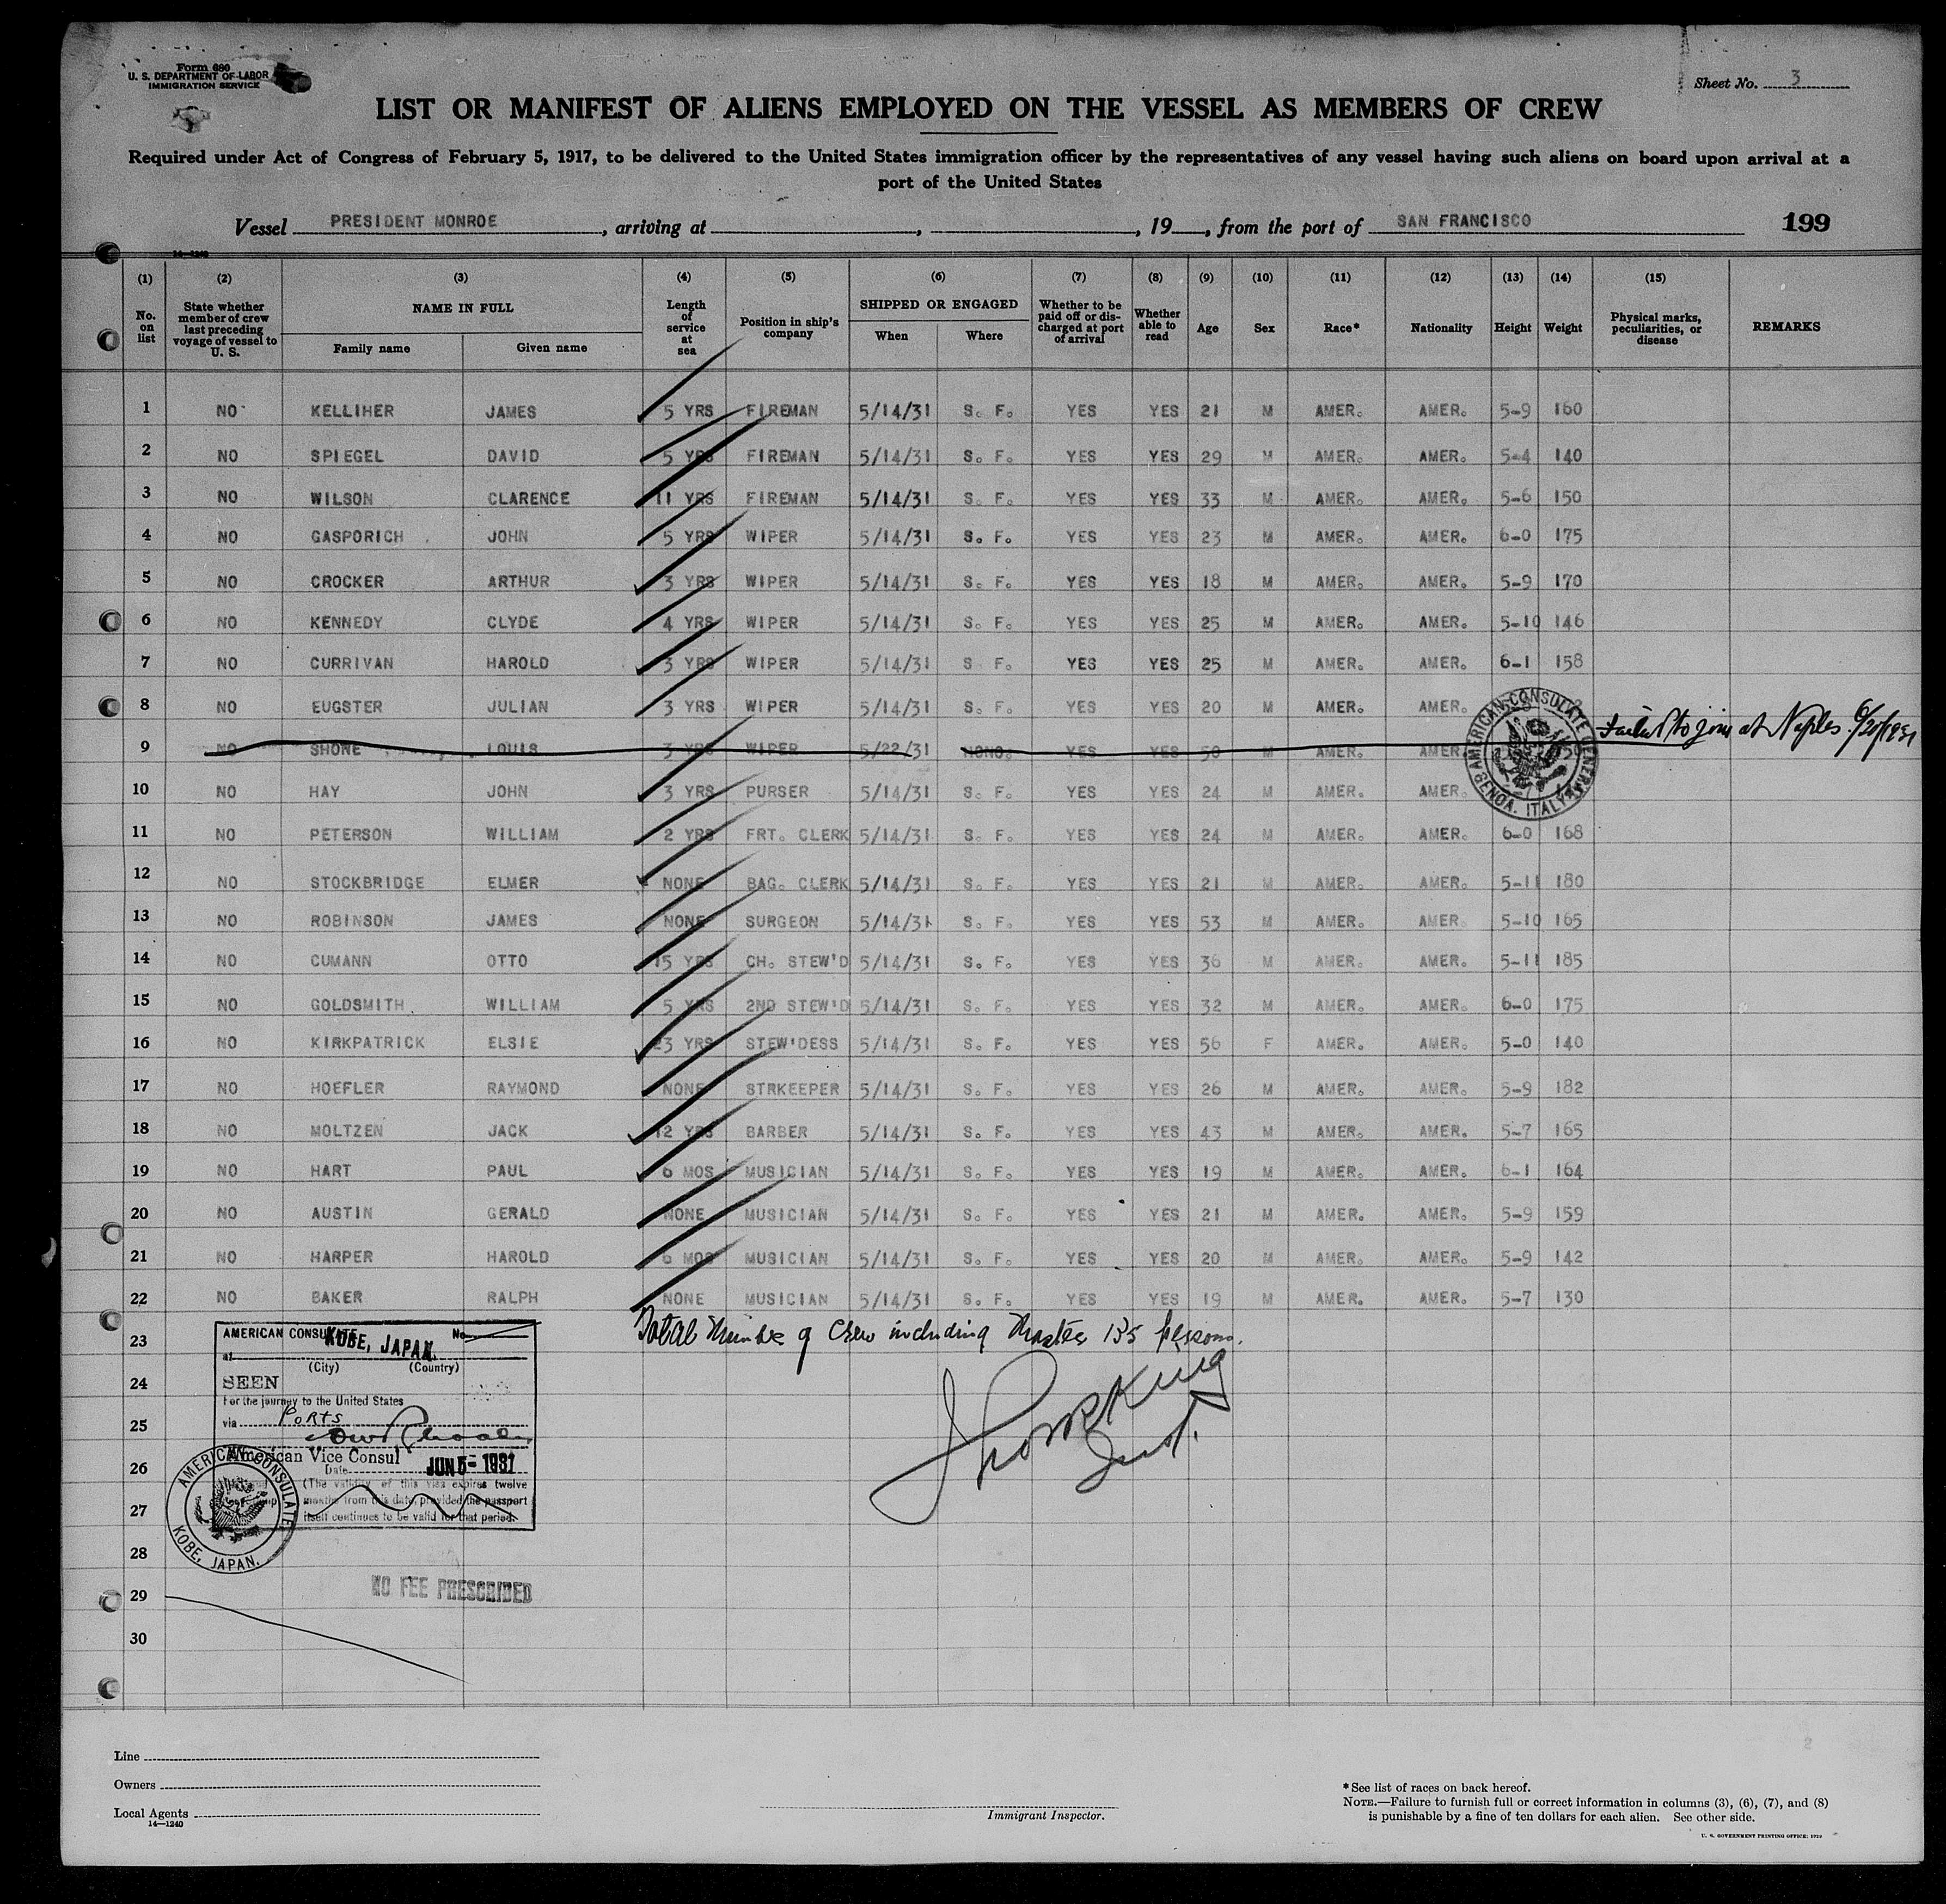 Form 680
U. S. DEPARTMENT OF LABOR
IMMIGRATION SERVICE
Sheet No. 3
LIST OR MANIFEST OF ALIENS EMPLOYED ON THE VESSEL AS MEMBERS OF CREW
Required under Act of Congress of February 5, 1917, to be delivered to the United States immigration officer by the representatives of any vessel having such aliens on board upon arrival at a
port of the United States
Vessel PRESIDENT MONROE, arriving at , , 19 , from the port of SAN FRANCISCO 199
14—1240
(1) (2) (3) (4) (5) (6) (7) (8) (9) (10) (11) (12) (13) (14) (15)
No. on list State whether member of crew last preceding voyage of vessel to U. S. NAME IN FULL Family name Given name Length of service at sea Position in ship's company SHIPPED OR ENGAGED When Where Whether to be paid off or discharged at port of arrival Whether able to read Age Sex Race* Nationality Height Weight Physical marks, peculiarities, or disease REMARKS
1 NO KELLIHER JAMES 5 YRS FIREMAN 5/14/31 S. F. YES YES 21 M AMER. AMER. 5-9 160
2 NO SPIEGEL DAVID 5 YRS FIREMAN 5/14/31 S. F. YES YES 29 M AMER. AMER. 5-4 140
3 NO WILSON CLARENCE 11 YRS FIREMAN 5/14/31 S. F. YES YES 33 M AMER. AMER. 5-6 150
4 NO GASPORICH JOHN 5 YRS WIPER 5/14/31 S. F. YES YES 23 M AMER. AMER. 6-0 175
5 NO CROCKER ARTHUR 3 YRS WIPER 5/14/31 S. F. YES YES 18 M AMER. AMER. 5-9 170
6 NO KENNEDY CLYDE 4 YRS WIPER 5/14/31 S. F. YES YES 25 M AMER. AMER. 5-10 146
7 NO CURRIVAN HAROLD 3 YRS WIPER 5/14/31 S. F. YES YES 25 M AMER. AMER. 6-1 158
8 NO EUGSTER JULIAN 3 YRS WIPER 5/14/31 S. F. YES YES 20 M AMER. AMER.
9 NO SHONE LOUIS 3 YRS WIPER 5/22/31 HONO. YES YES 50 M AMER. AMER. Failed to join at Naples 6/20/1931
AMERICAN CONSULATE GENERAL GENOA, ITALY
10 NO HAY JOHN 3 YRS PURSER 5/14/31 S. F. YES YES 24 M AMER. AMER.
11 NO PETERSON WILLIAM 2 YRS FRT. CLERK 5/14/31 S. F. YES YES 24 M AMER. AMER. 6-0 168
12 NO STOCKBRIDGE ELMER NONE BAG. CLERK 5/14/31 S. F. YES YES 21 M AMER. AMER. 5-11 180
13 NO ROBINSON JAMES NONE SURGEON 5/14/31 S. F. YES YES 53 M AMER. AMER. 5-10 165
14 NO CUMANN OTTO 15 YRS CH. STEW'D 5/14/31 S. F. YES YES 36 M AMER. AMER. 5-11 185
15 NO GOLDSMITH WILLIAM 5 YRS 2ND STEW'D 5/14/31 S. F. YES YES 32 M AMER. AMER. 6-0 175
16 NO KIRKPATRICK ELSIE 23 YRS STEW'DESS 5/14/31 S. F. YES YES 56 F AMER. AMER. 5-0 140
17 NO HOEFLER RAYMOND NONE STRKEEPER 5/14/31 S. F. YES YES 26 M AMER. AMER. 5-9 182
18 NO MOLTZEN JACK 12 YRS BARBER 5/14/31 S. F. YES YES 43 M AMER. AMER. 5-7 165
19 NO HART PAUL 6 MOS MUSICIAN 5/14/31 S. F. YES YES 19 M AMER. AMER. 6-1 164
20 NO AUSTIN GERALD NONE MUSICIAN 5/14/31 S. F. YES YES 21 M AMER. AMER. 5-9 159
21 NO HARPER HAROLD 6 MOS MUSICIAN 5/14/31 S. F. YES YES 20 M AMER. AMER. 5-9 142
22 NO BAKER RALPH NONE MUSICIAN 5/14/31 S. F. YES YES 19 M AMER. AMER. 5-7 130
23 Total Number of Crew including Master 135 persons.
24
25
26
27
28
29
30
AMERICAN CONSULATE No
at KOBE, JAPAN.
(City) (Country)
SEEN
For the journey to the United States
via Ports
American Vice Consul
Date JUN 5- 1931
(The validity of this visa expires twelve
months from this date, provided the passport
itself continues to be valid for that period.
AMERICAN CONSULATE KOBE, JAPAN.
NO FEE PRESCRIBED
Line
Owners
Local Agents
14—1240
Immigrant Inspector.
*See list of races on back hereof.
NOTE.—Failure to furnish full or correct information in columns (3), (6), (7), and (8)
is punishable by a fine of ten dollars for each alien. See other side.
2